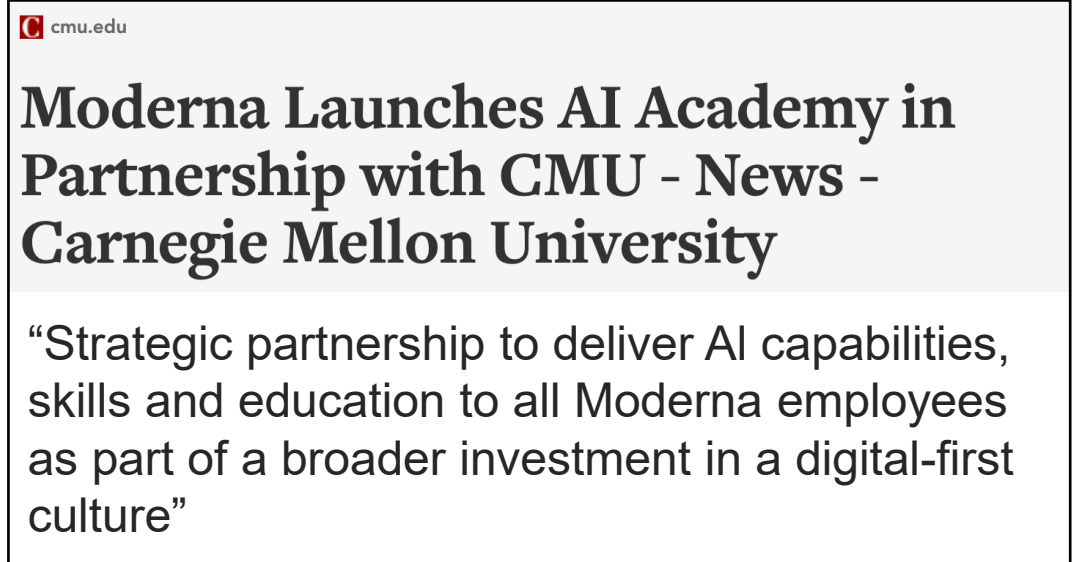 C cmu.edu
Moderna Launches AI Academy in
Partnership with CMU - News -
Carnegie Mellon University
“Strategic partnership to deliver AI capabilities,
skills and education to all Moderna employees
as part of a broader investment in a digital-first
culture”